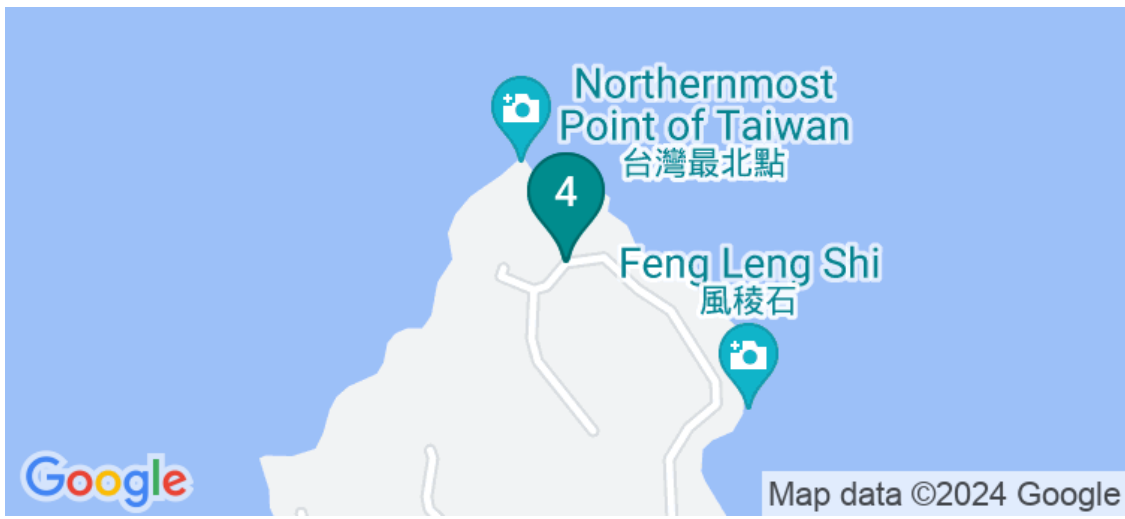 Northernmost
Point of Taiwan
台灣最北點
4
Feng Leng Shi
風稜石
Google
Map data ©2024 Google